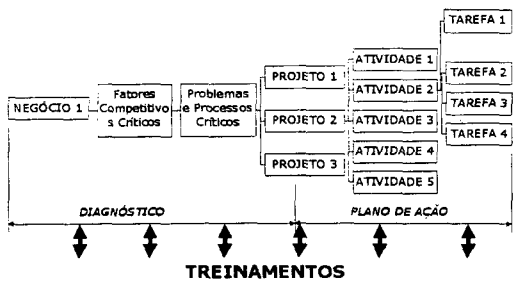 TAREFA 1
ATIVIDADE 1
Fatores
Competitivo
s Críticos
Problemas
e Processos
Críticos
PROJETO 1
ATIVIDADE 2
TAREFA 2
NEGÓCIO 1
TAREFA 3
PROJETO 2
ATIVIDADE 3
TAREFA 4
ATIVIDADE 4
PROJETO 3
ATIVIDADE 5
DIAGNÓSTICO
PLANO DE AÇÃO
TREINAMENTOS